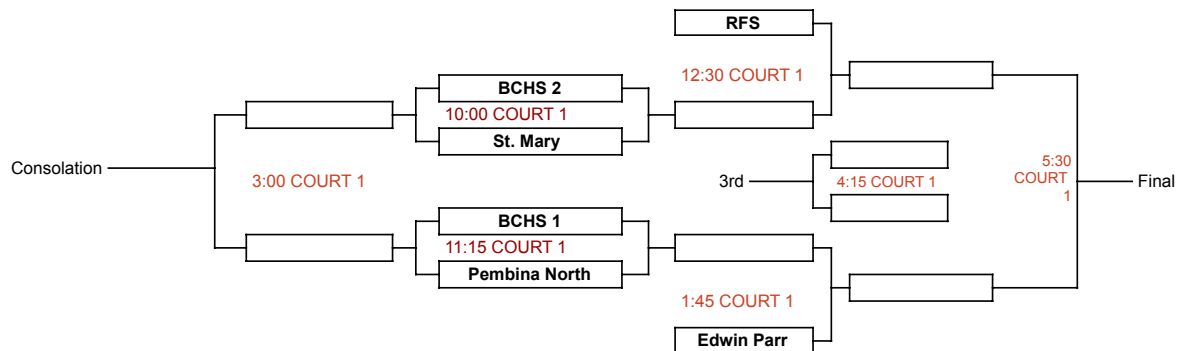 RFS
12:30 COURT 1
BCHS 2
10:00 COURT 1
St. Mary
Consolation
3:00 COURT 1
3rd
4:15 COURT 1
5:30
COURT
1
Final
BCHS 1
11:15 COURT 1
Pembina North
1:45 COURT 1
Edwin Parr